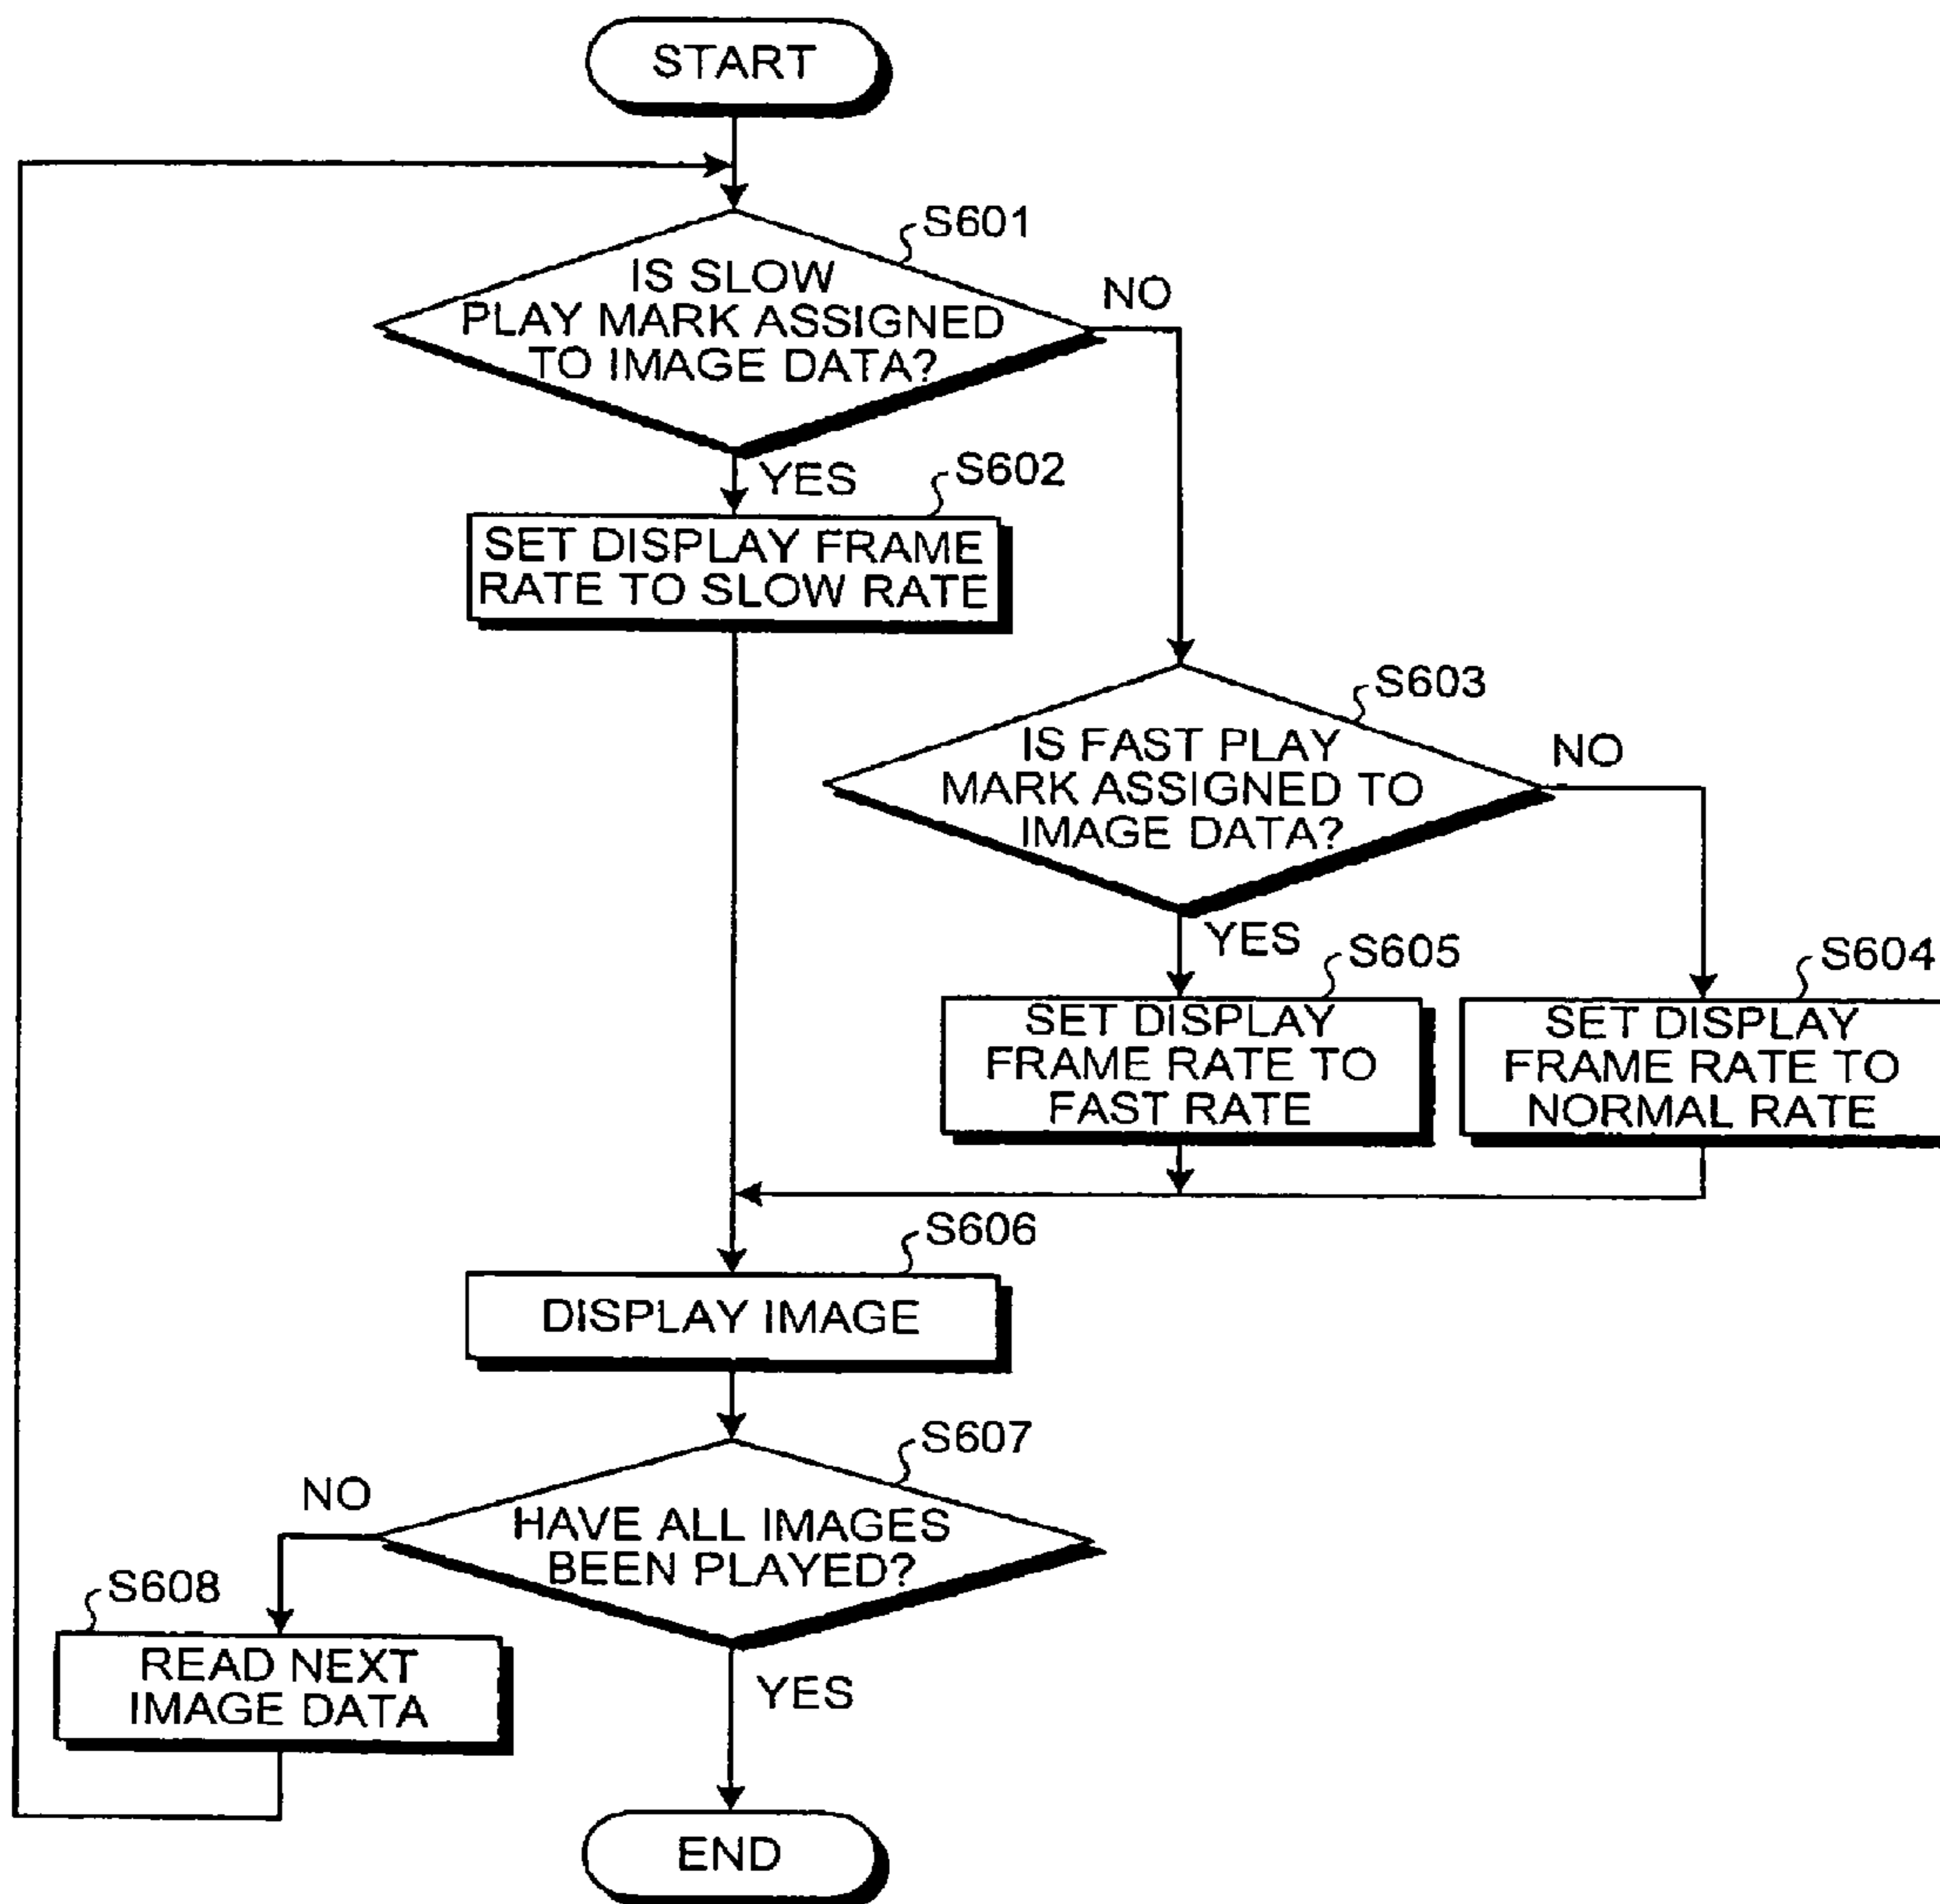 START
S601
IS SLOW
PLAY MARK ASSIGNED
TO IMAGE DATA?
NO
YES
S602
SET DISPLAY FRAME
RATE TO SLOW RATE
S603
IS FAST PLAY
MARK ASSIGNED TO
IMAGE DATA?
NO
YES
S605
SET DISPLAY
FRAME RATE TO
FAST RATE
S604
SET DISPLAY
FRAME RATE TO
NORMAL RATE
S606
DISPLAY IMAGE
S607
HAVE ALL IMAGES
BEEN PLAYED?
NO
S608
READ NEXT
IMAGE DATA
YES
END